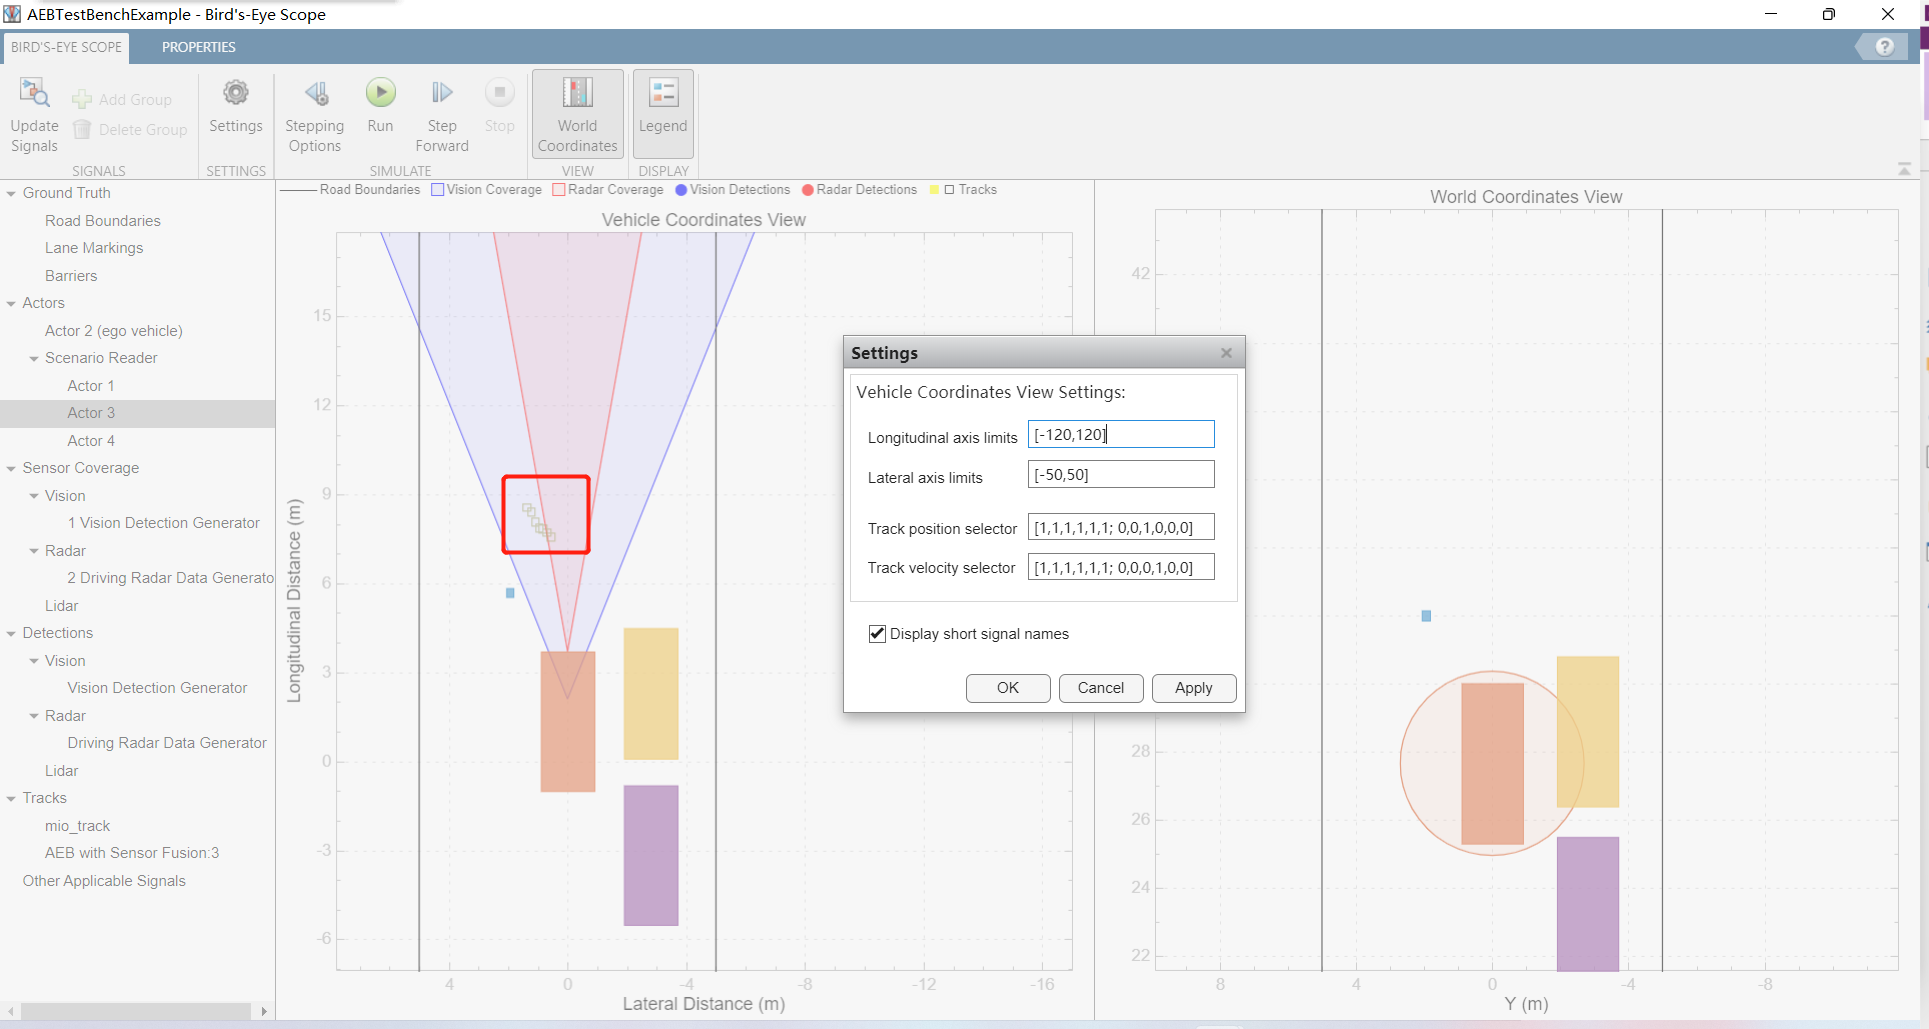 AEBTestBenchExample - Bird's-Eye Scope
BIRD'S-EYE SCOPE PROPERTIES
?
Update Signals
Add Group
Delete Group
Settings
Stepping Options
Run
Step Forward
Stop
World Coordinates
Legend
SIGNALS SETTINGS SIMULATE VIEW DISPLAY
Ground Truth
Road Boundaries
Lane Markings
Barriers
Actors
Actor 2 (ego vehicle)
Scenario Reader
Actor 1
Actor 3
Actor 4
Sensor Coverage
Vision
1 Vision Detection Generator
Radar
2 Driving Radar Data Generato
Lidar
Detections
Vision
Vision Detection Generator
Radar
Driving Radar Data Generator
Lidar
Tracks
mio_track
AEB with Sensor Fusion:3
Other Applicable Signals
Road Boundaries Vision Coverage Radar Coverage Vision Detections Radar Detections Tracks
Vehicle Coordinates View
15
12
9
6
3
0
-3
-6
Longitudinal Distance (m)
4 0 -4 -8 -12 -16
Lateral Distance (m)
Settings
Vehicle Coordinates View Settings:
Longitudinal axis limits [-120,120]
Lateral axis limits [-50,50]
Track position selector [1,1,1,1,1,1; 0,0,1,0,0,0]
Track velocity selector [1,1,1,1,1,1; 0,0,0,1,0,0]
Display short signal names
OK Cancel Apply
World Coordinates View
42
28
26
24
22
8 4 0 -4 -8
Y (m)